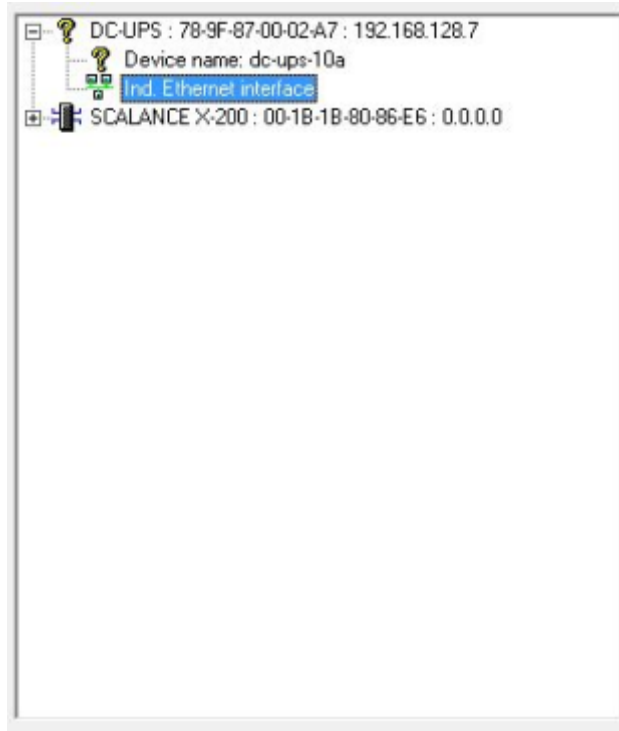 DC-UPS : 78-9F-87-00-02-A7 : 192.168.128.7
Device name: dc-ups-10a
Ind. Ethernet interface
SCALANCE X-200 : 00-1B-1B-80-86-E6 : 0.0.0.0